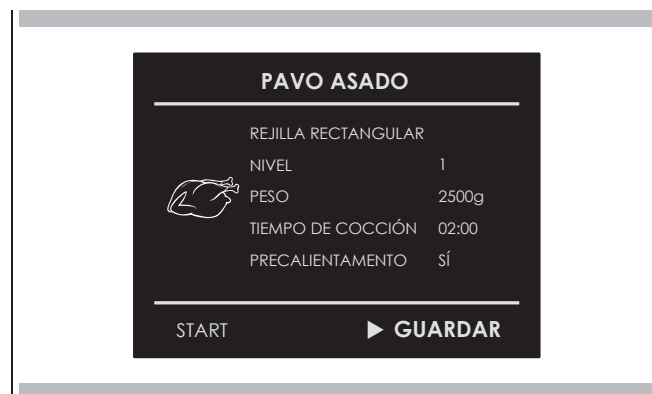 PAVO ASADO
REJILLA RECTANGULAR
NIVEL 1
PESO 2500g
TIEMPO DE COCCIÓN 02:00
PRECALIENTAMENTO SÍ
START ▶ GUARDAR